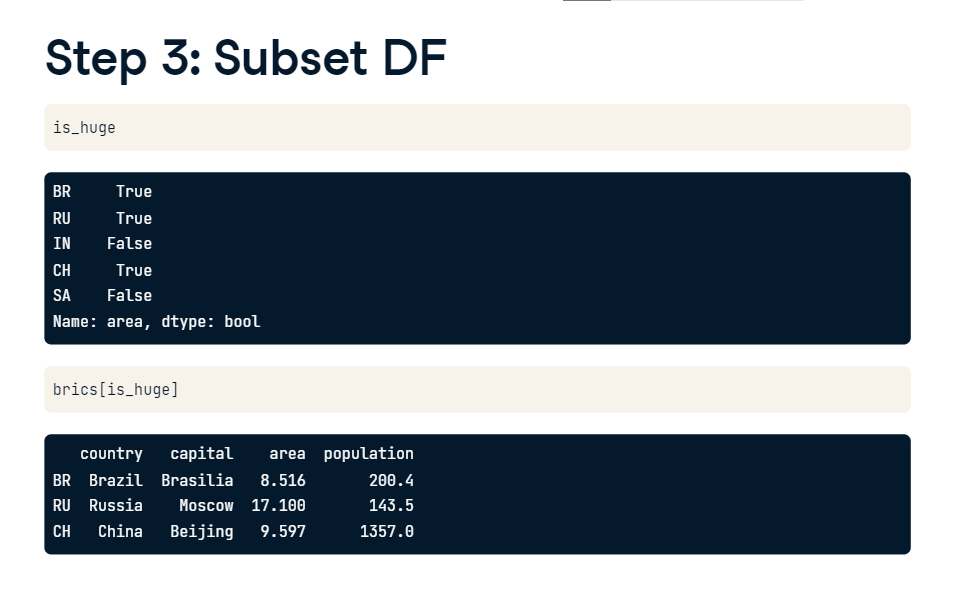 Step 3: Subset DF
is_huge
BR     True
RU     True
IN    False
CH     True
SA    False
Name: area, dtype: bool
brics[is_huge]
   country   capital    area  population
BR  Brazil  Brasilia   8.516       200.4
RU  Russia    Moscow  17.100       143.5
CH   China   Beijing   9.597      1357.0